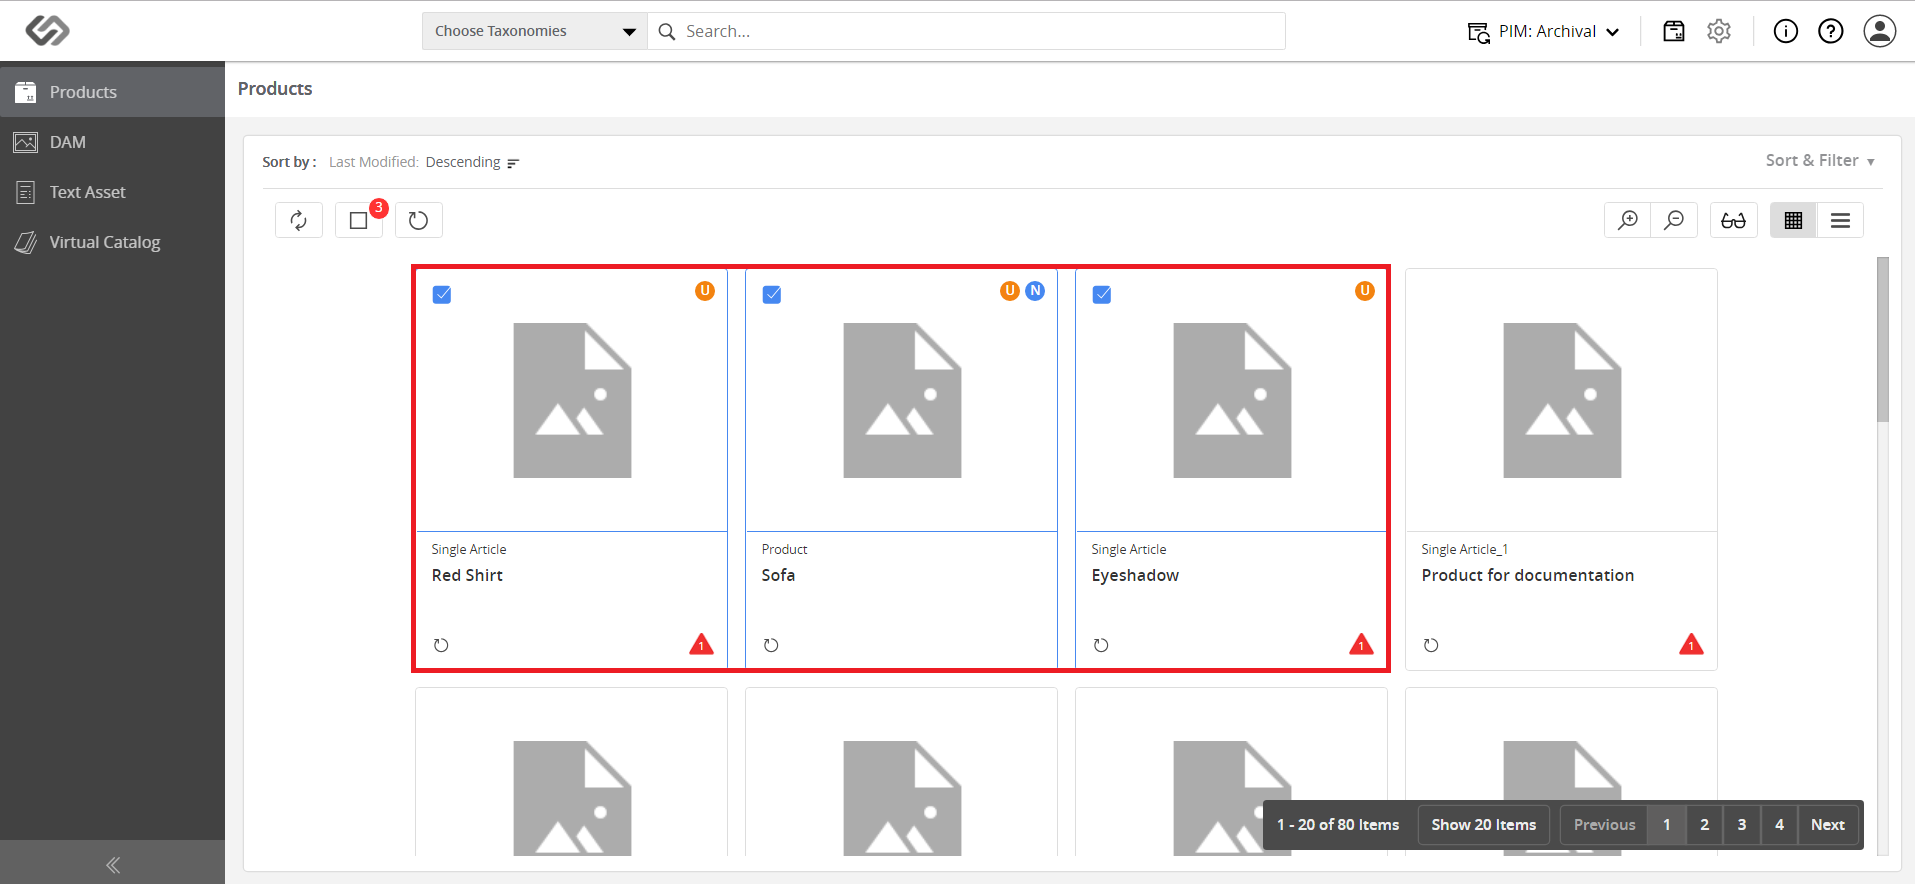 Choose Taxonomies
Search...
PIM: Archival
Products
DAM
Text Asset
Virtual Catalog
Products
Sort by : Last Modified: Descending
Sort & Filter
3
U
U N
U
Single Article
Red Shirt
1
Product
Sofa
Single Article
Eyeshadow
1
Single Article_1
Product for documentation
1
1 - 20 of 80 Items
Show 20 Items
Previous 1 2 3 4 Next